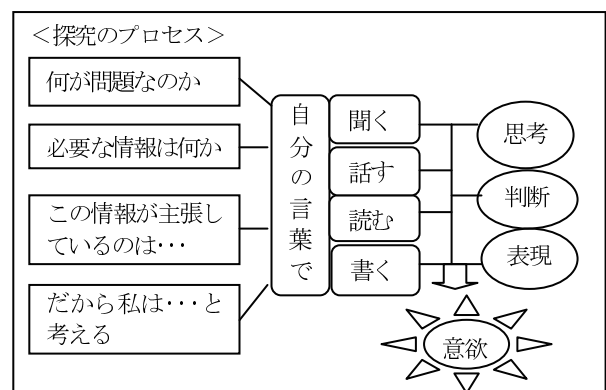 ＜探究のプロセス＞
何が問題なのか
必要な情報は何か
この情報が主張し
ているのは・・・
だから私は・・・と
考える
自分の言葉で
聞く
話す
読む
書く
思考
判断
表現
意欲